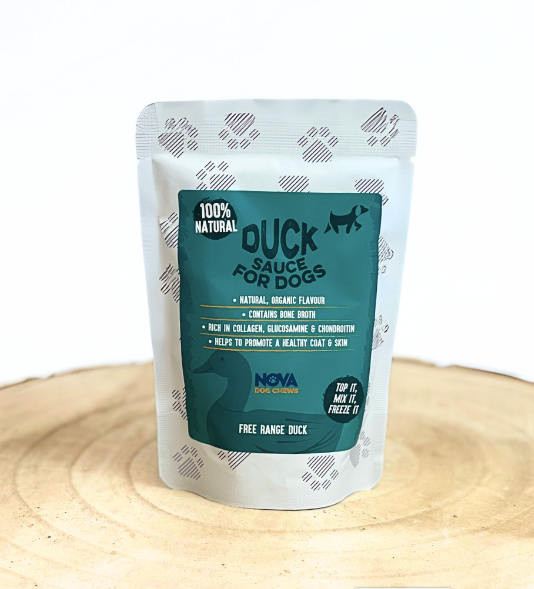 100%
NATURAL
DUCK
SAUCE
FOR DOGS
• NATURAL, ORGANIC FLAVOUR
• CONTAINS BONE BROTH
• RICH IN COLLAGEN, GLUCOSAMINE & CHONDROITIN
• HELPS TO PROMOTE A HEALTHY COAT & SKIN
NOVA
DOG CHEWS
TOP IT,
MIX IT,
FREEZE IT
FREE RANGE DUCK